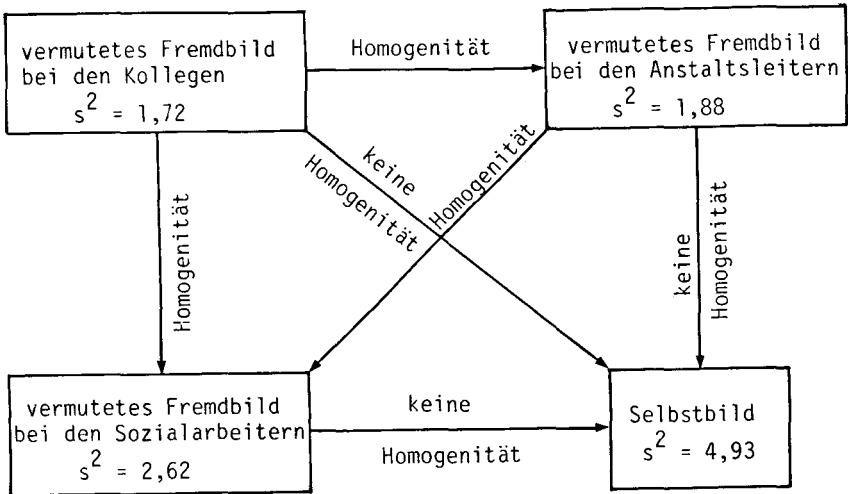 vermutetes Fremdbild
bei den Kollegen
s² = 1,72
Homogenität
vermutetes Fremdbild
bei den Anstaltsleitern
s² = 1,88
Homogenität
keine
Homogenität
Homogenität
keine
Homogenität
vermutetes Fremdbild
bei den Sozialarbeitern
s² = 2,62
keine
Homogenität
Selbstbild
s² = 4,93